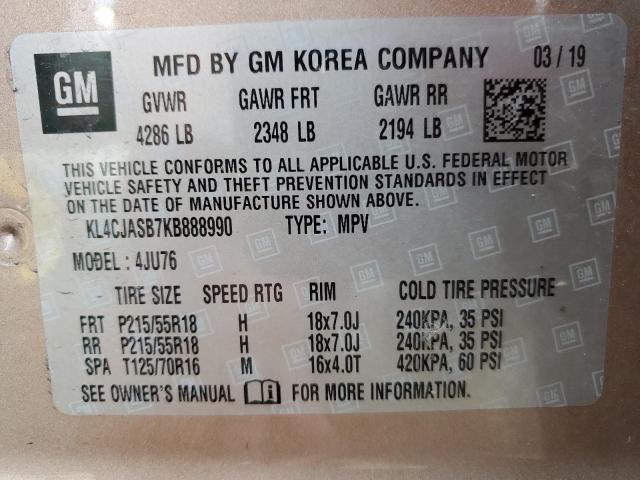 GM MFD BY GM KOREA COMPANY 03/19
GVWR GAWR FRT GAWR RR
4286 LB 2348 LB 2194 LB
THIS VEHICLE CONFORMS TO ALL APPLICABLE U.S. FEDERAL MOTOR
VEHICLE SAFETY AND THEFT PREVENTION STANDARDS IN EFFECT
ON THE DATE OF MANUFACTURE SHOWN ABOVE.
KL4CJASB7KB888990 TYPE: MPV
MODEL: 4JU76
TIRE SIZE SPEED RTG RIM COLD TIRE PRESSURE
FRT P215/55R18 H 18x7.0J 240KPA, 35 PSI
RR P215/55R18 H 18x7.0J 240KPA, 35 PSI
SPA T125/70R16 M 16x4.0T 420KPA, 60 PSI
SEE OWNER'S MANUAL FOR MORE INFORMATION.